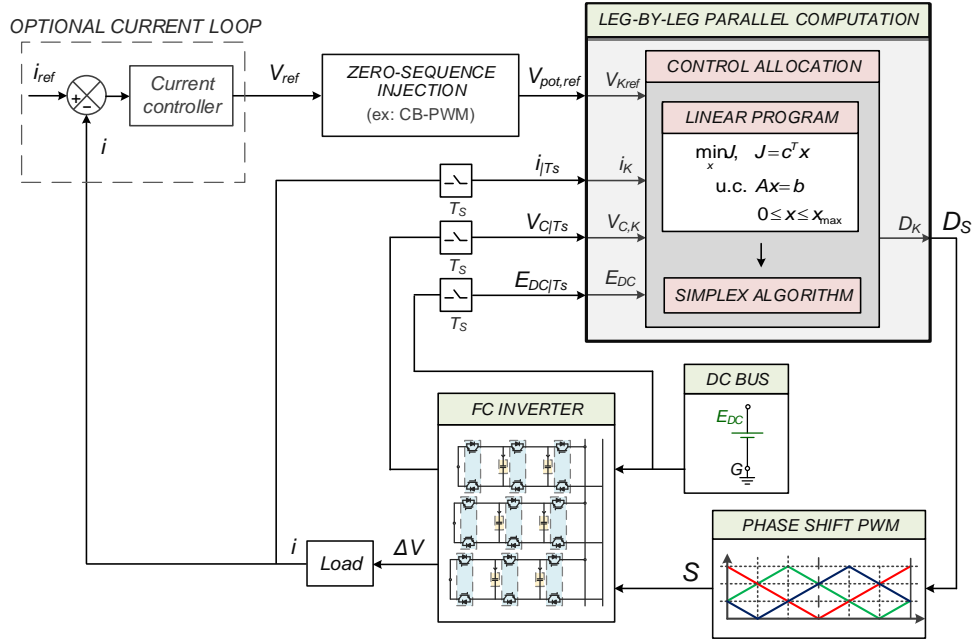 OPTIONAL CURRENT LOOP
i_ref
+
-
i
Current
controller
V_ref
ZERO-SEQUENCE
INJECTION
(ex: CB-PWM)
V_pot,ref
LEG-BY-LEG PARALLEL COMPUTATION
V_Kref
CONTROL ALLOCATION
LINEAR PROGRAM
min J, J = c^T x
x
u.c. Ax = b
0 ≤ x ≤ x_max
SIMPLEX ALGORITHM
i_|Ts
i_K
T_S
V_C|Ts
V_C,K
T_S
E_DC|Ts
E_DC
T_S
D_K
D_S
DC BUS
E_DC
G
FC INVERTER
PHASE SHIFT PWM
S
ΔV
Load
i